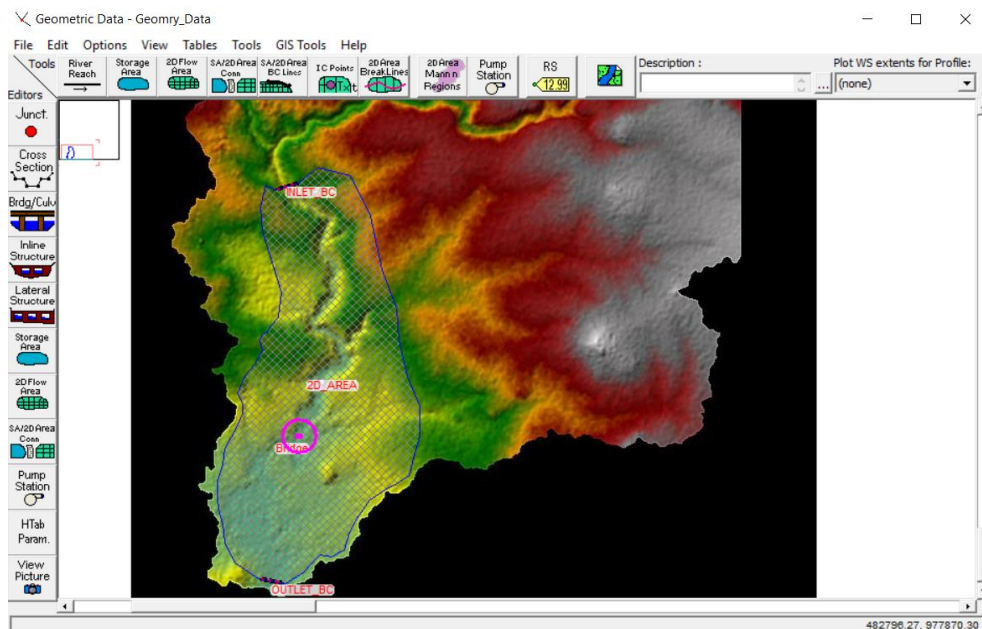 Geometric Data - Geomry_Data
File Edit Options View Tables Tools GIS Tools Help
Tools
Editors
River
Reach
Storage
Area
2D Flow
Area
SA/2D Area
Conn
SA/2D Area
BC Lines
IC Points
2D Area
BreakLines
2D Area
Mann n
Regions
Pump
Station
RS
12.99
Description :
...
Plot WS extents for Profile:
(none)
Junct.
Cross
Section
Brdg/Culv
Inline
Structure
Lateral
Structure
Storage
Area
2D Flow
Area
SA/2D Area
Conn
Pump
Station
HTab
Param.
View
Picture
INLET_BC
2D_AREA
Bridge
OUTLET_BC
482796.27, 977870.30